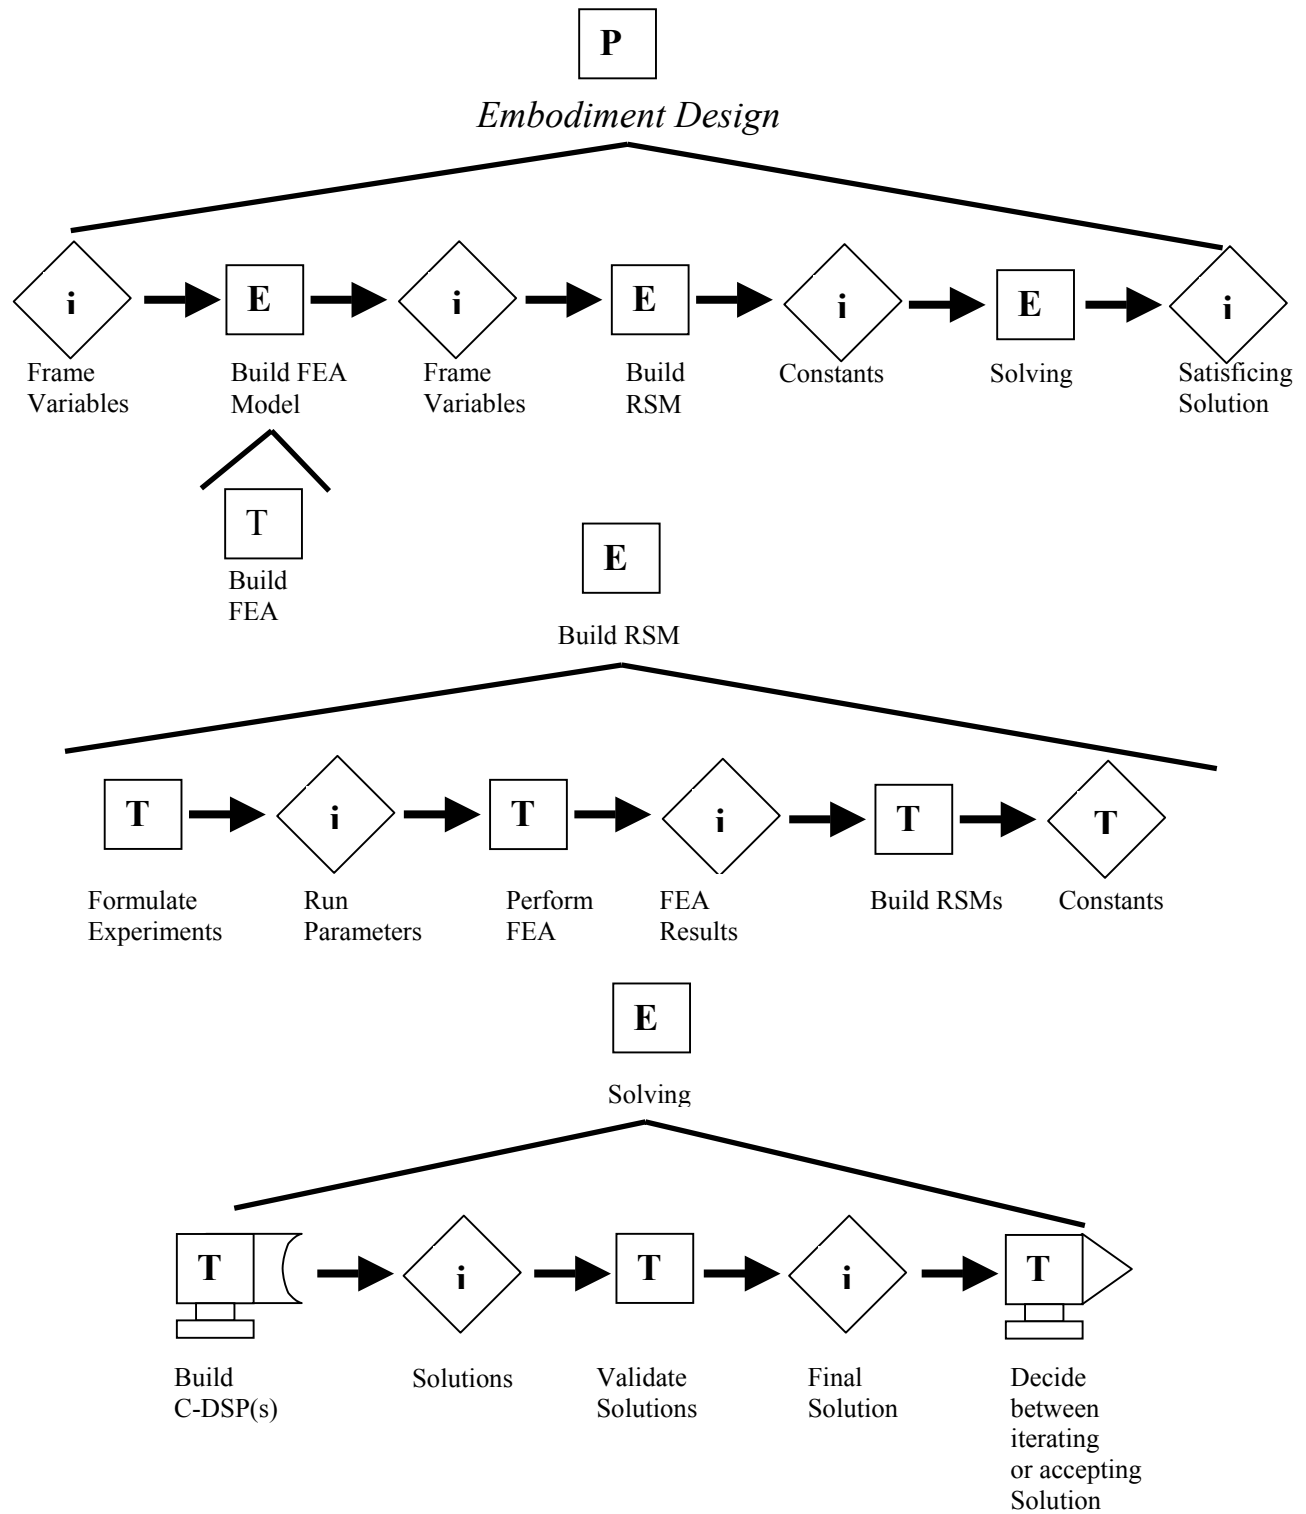 P
Embodiment Design
i E i E i E i
Frame Variables
Build FEA Model
Frame Variables
Build RSM
Constants
Solving
Satisficing Solution
T
Build
FEA
E
Build RSM
T i T i T T
Formulate Experiments
Run Parameters
Perform FEA
FEA Results
Build RSMs
Constants
E
Solving
T i T i T
Build
C-DSP(s)
Solutions
Validate
Solutions
Final
Solution
Decide
between
iterating
or accepting
Solution